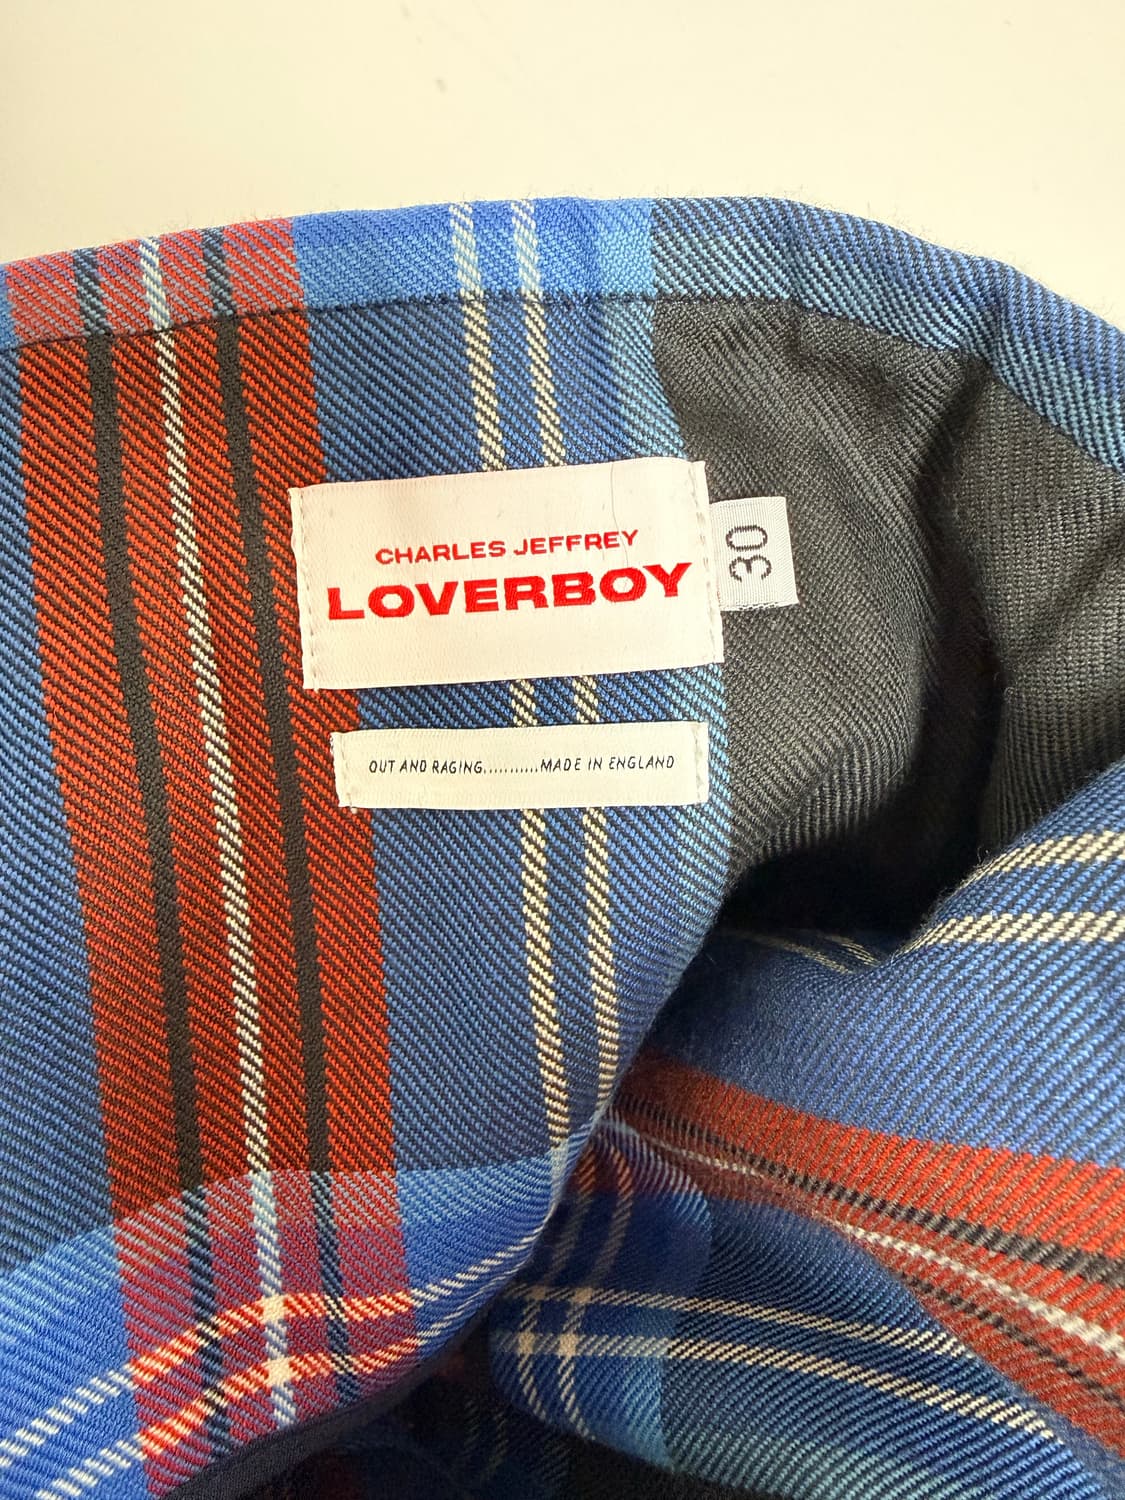 CHARLES JEFFREY
LOVERBOY
30
OUT AND RAGING...........MADE IN ENGLAND